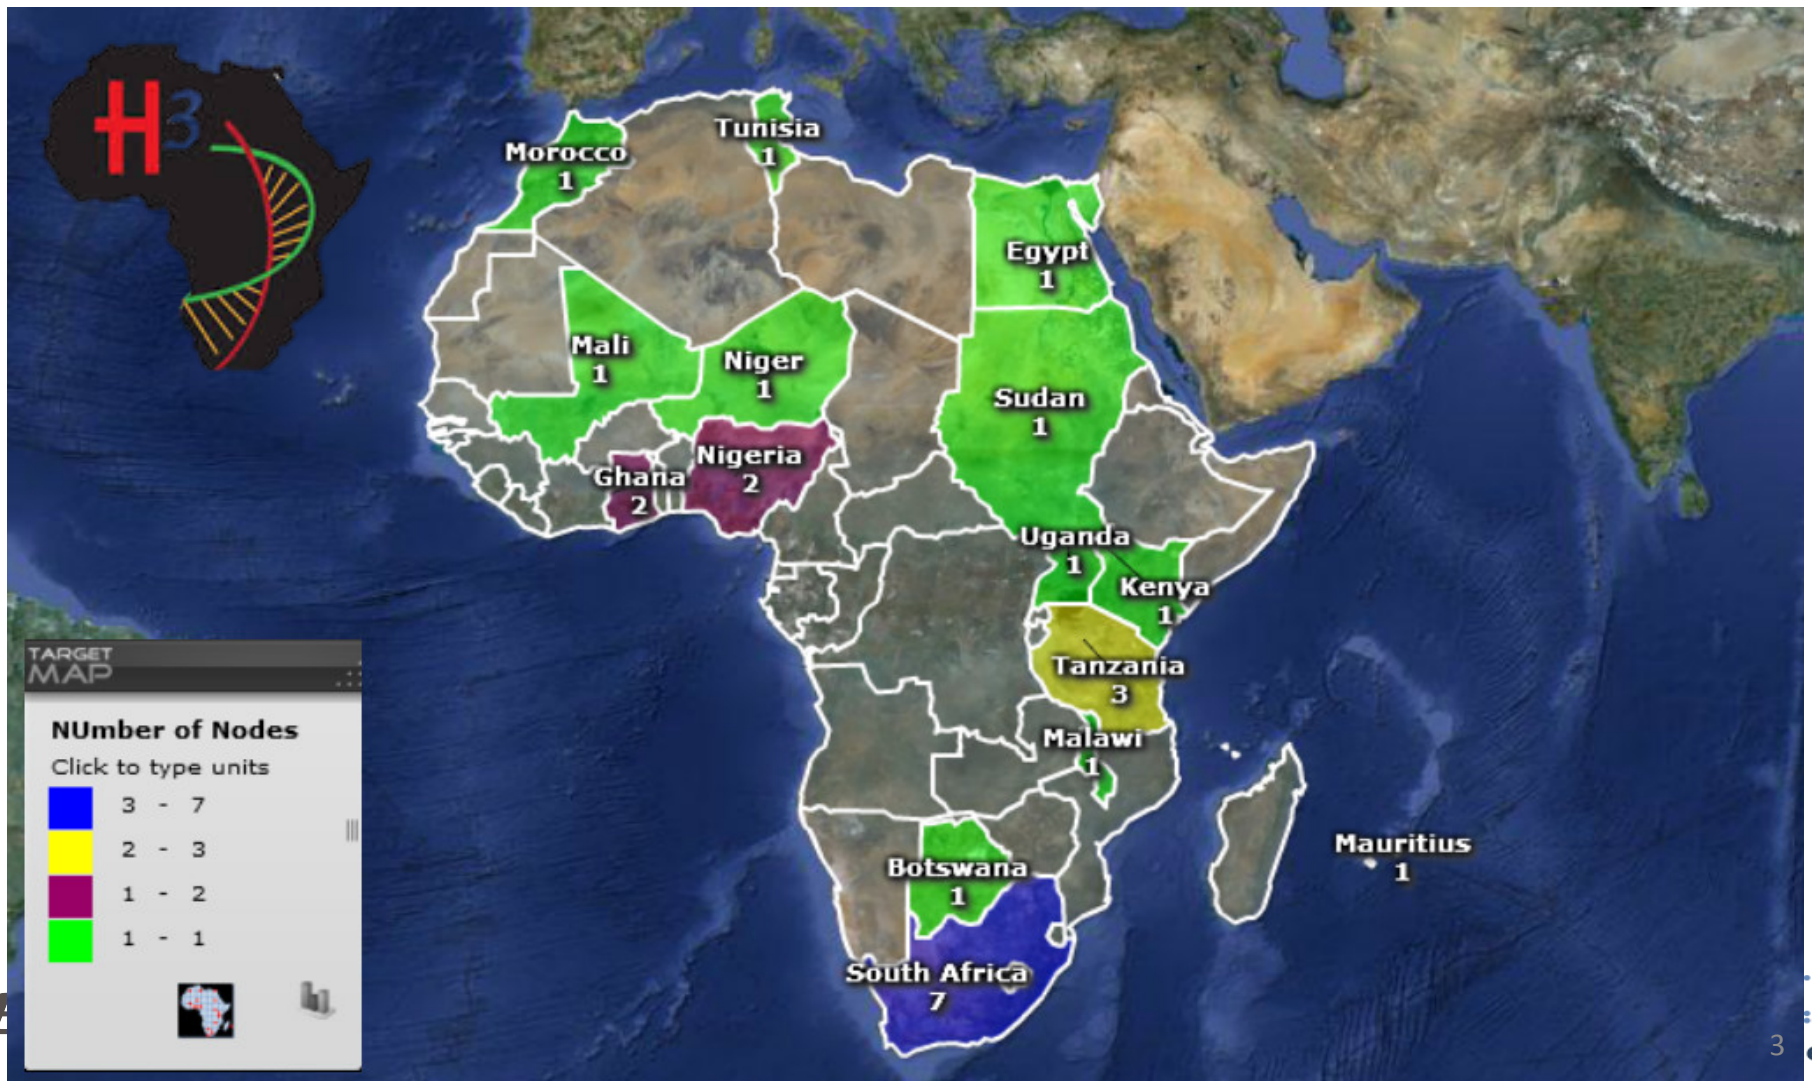 H3
Tunisia
1
Morocco
1
Egypt
1
Mali
1
Niger
1
Sudan
1
Nigeria
2
Ghana
2
Uganda
1
Kenya
1
Tanzania
3
Malawi
1
Mauritius
1
Botswana
1
South Africa
7
TARGET
MAP
NUmber of Nodes
Click to type units
3 - 7
2 - 3
1 - 2
1 - 1
3